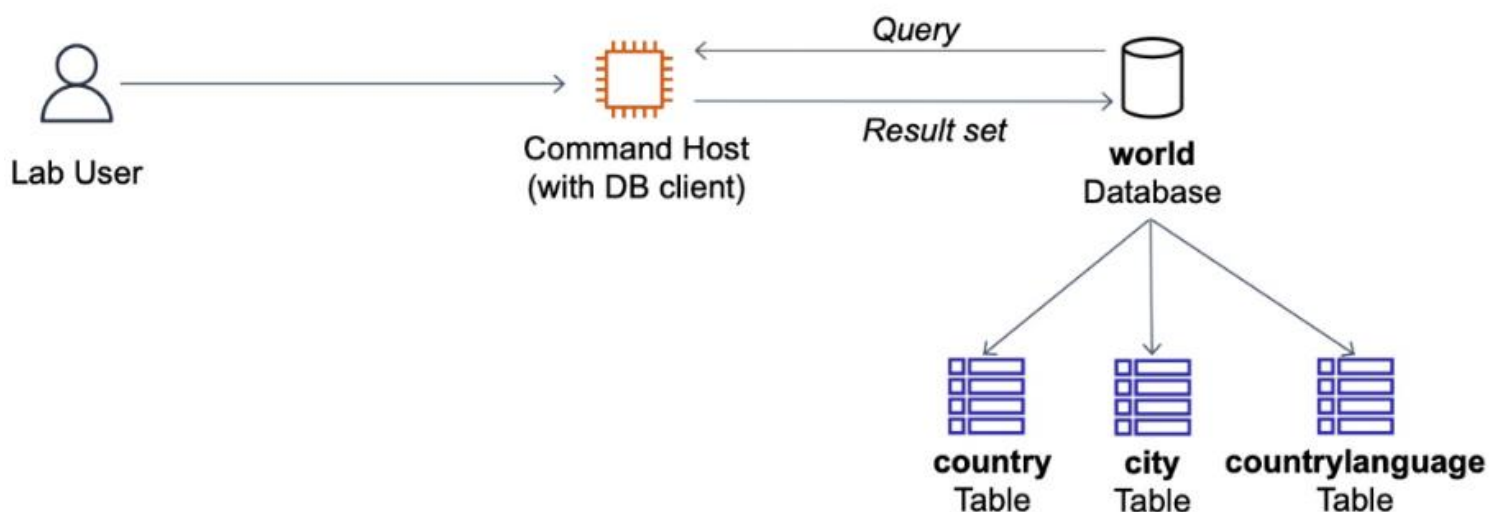 Query
Result set
Lab User
Command Host
(with DB client)
world
Database
country
Table
city
Table
countrylanguage
Table